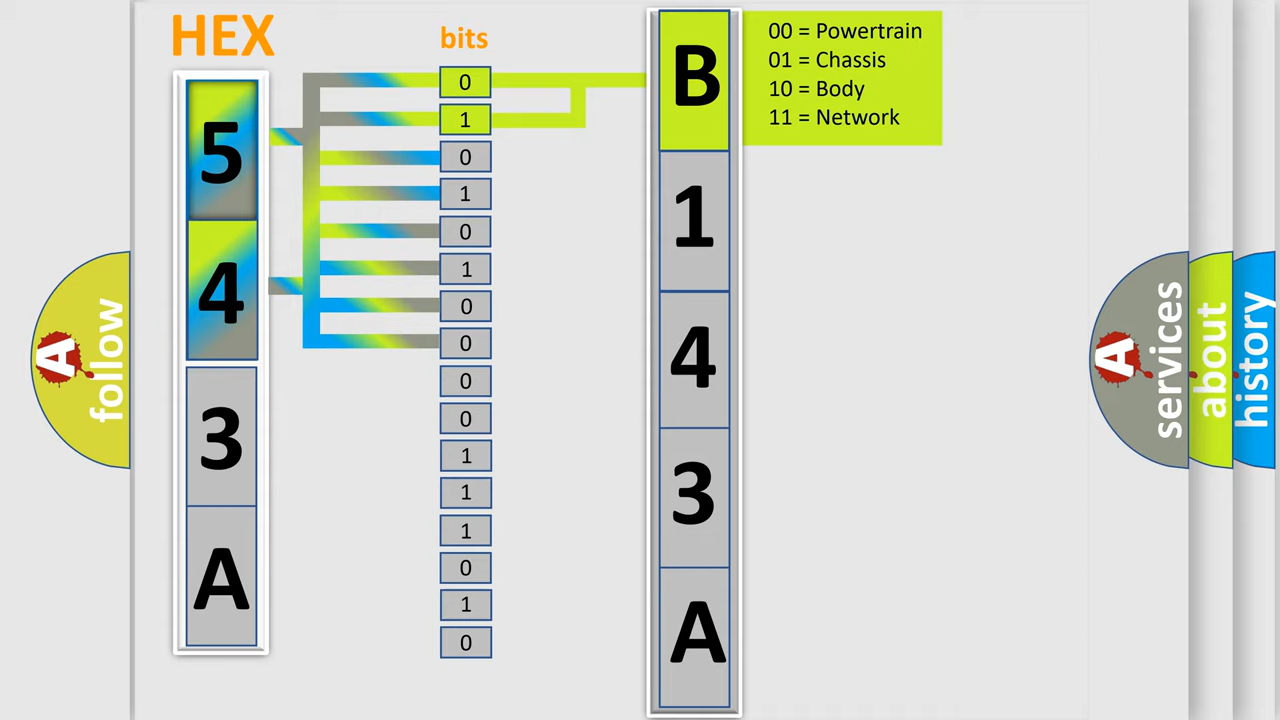 HEX
bits
5
4
3
A
0
1
0
1
0
1
0
0
0
0
1
1
1
0
1
0
B
1
4
3
A
00 = Powertrain
01 = Chassis
10 = Body
11 = Network
A
follow
A
services
about
history